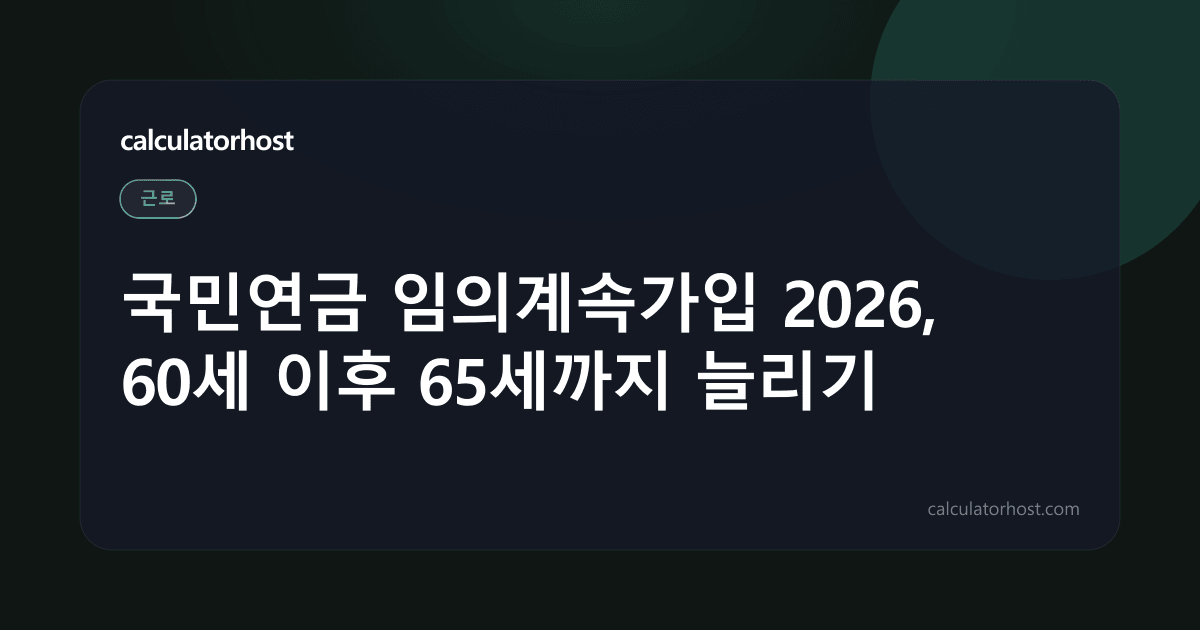 calculatorhost
근로
국민연금 임의계속가입 2026,
60세 이후 65세까지 늘리기
calculatorhost.com